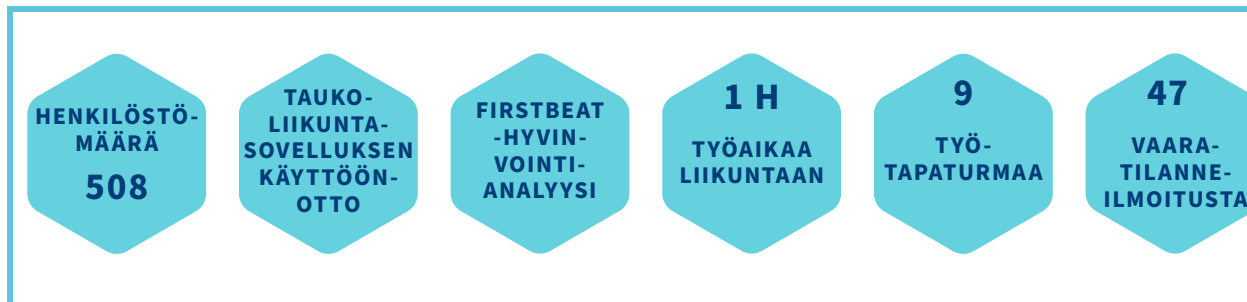 HENKILÖSTÖ-
MÄÄRÄ
508
TAUKO-
LIIKUNTA-
SOVELLUKSEN
KÄYTTÖÖN-
OTTO
FIRSTBEAT
-HYVIN-
VOINTI-
ANALYYSI
1 H
TYÖAIKAA
LIIKUNTAAN
9
TYÖ-
TAPATURMAA
47
VAARA-
TILANNE-
ILMOITUSTA